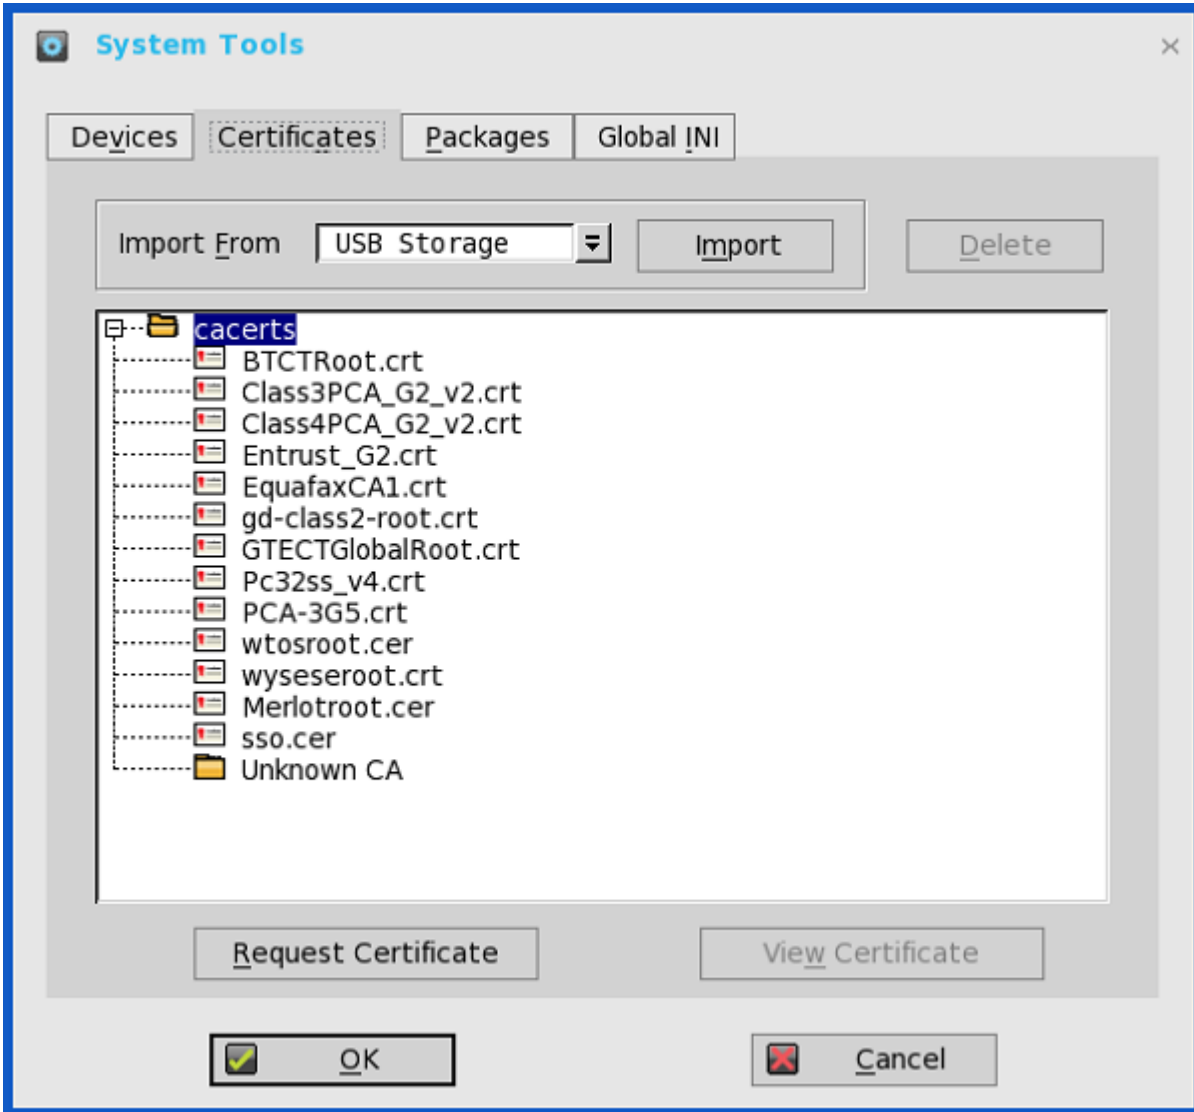 System Tools
Devices Certificates Packages Global INI
Import From USB Storage Import Delete
cacerts
BTCTRoot.crt
Class3PCA_G2_v2.crt
Class4PCA_G2_v2.crt
Entrust_G2.crt
EquafaxCA1.crt
gd-class2-root.crt
GTECTGlobalRoot.crt
Pc32ss_v4.crt
PCA-3G5.crt
wtosroot.cer
wyseseroot.crt
Merlotroot.cer
sso.cer
Unknown CA
Request Certificate View Certificate
OK Cancel